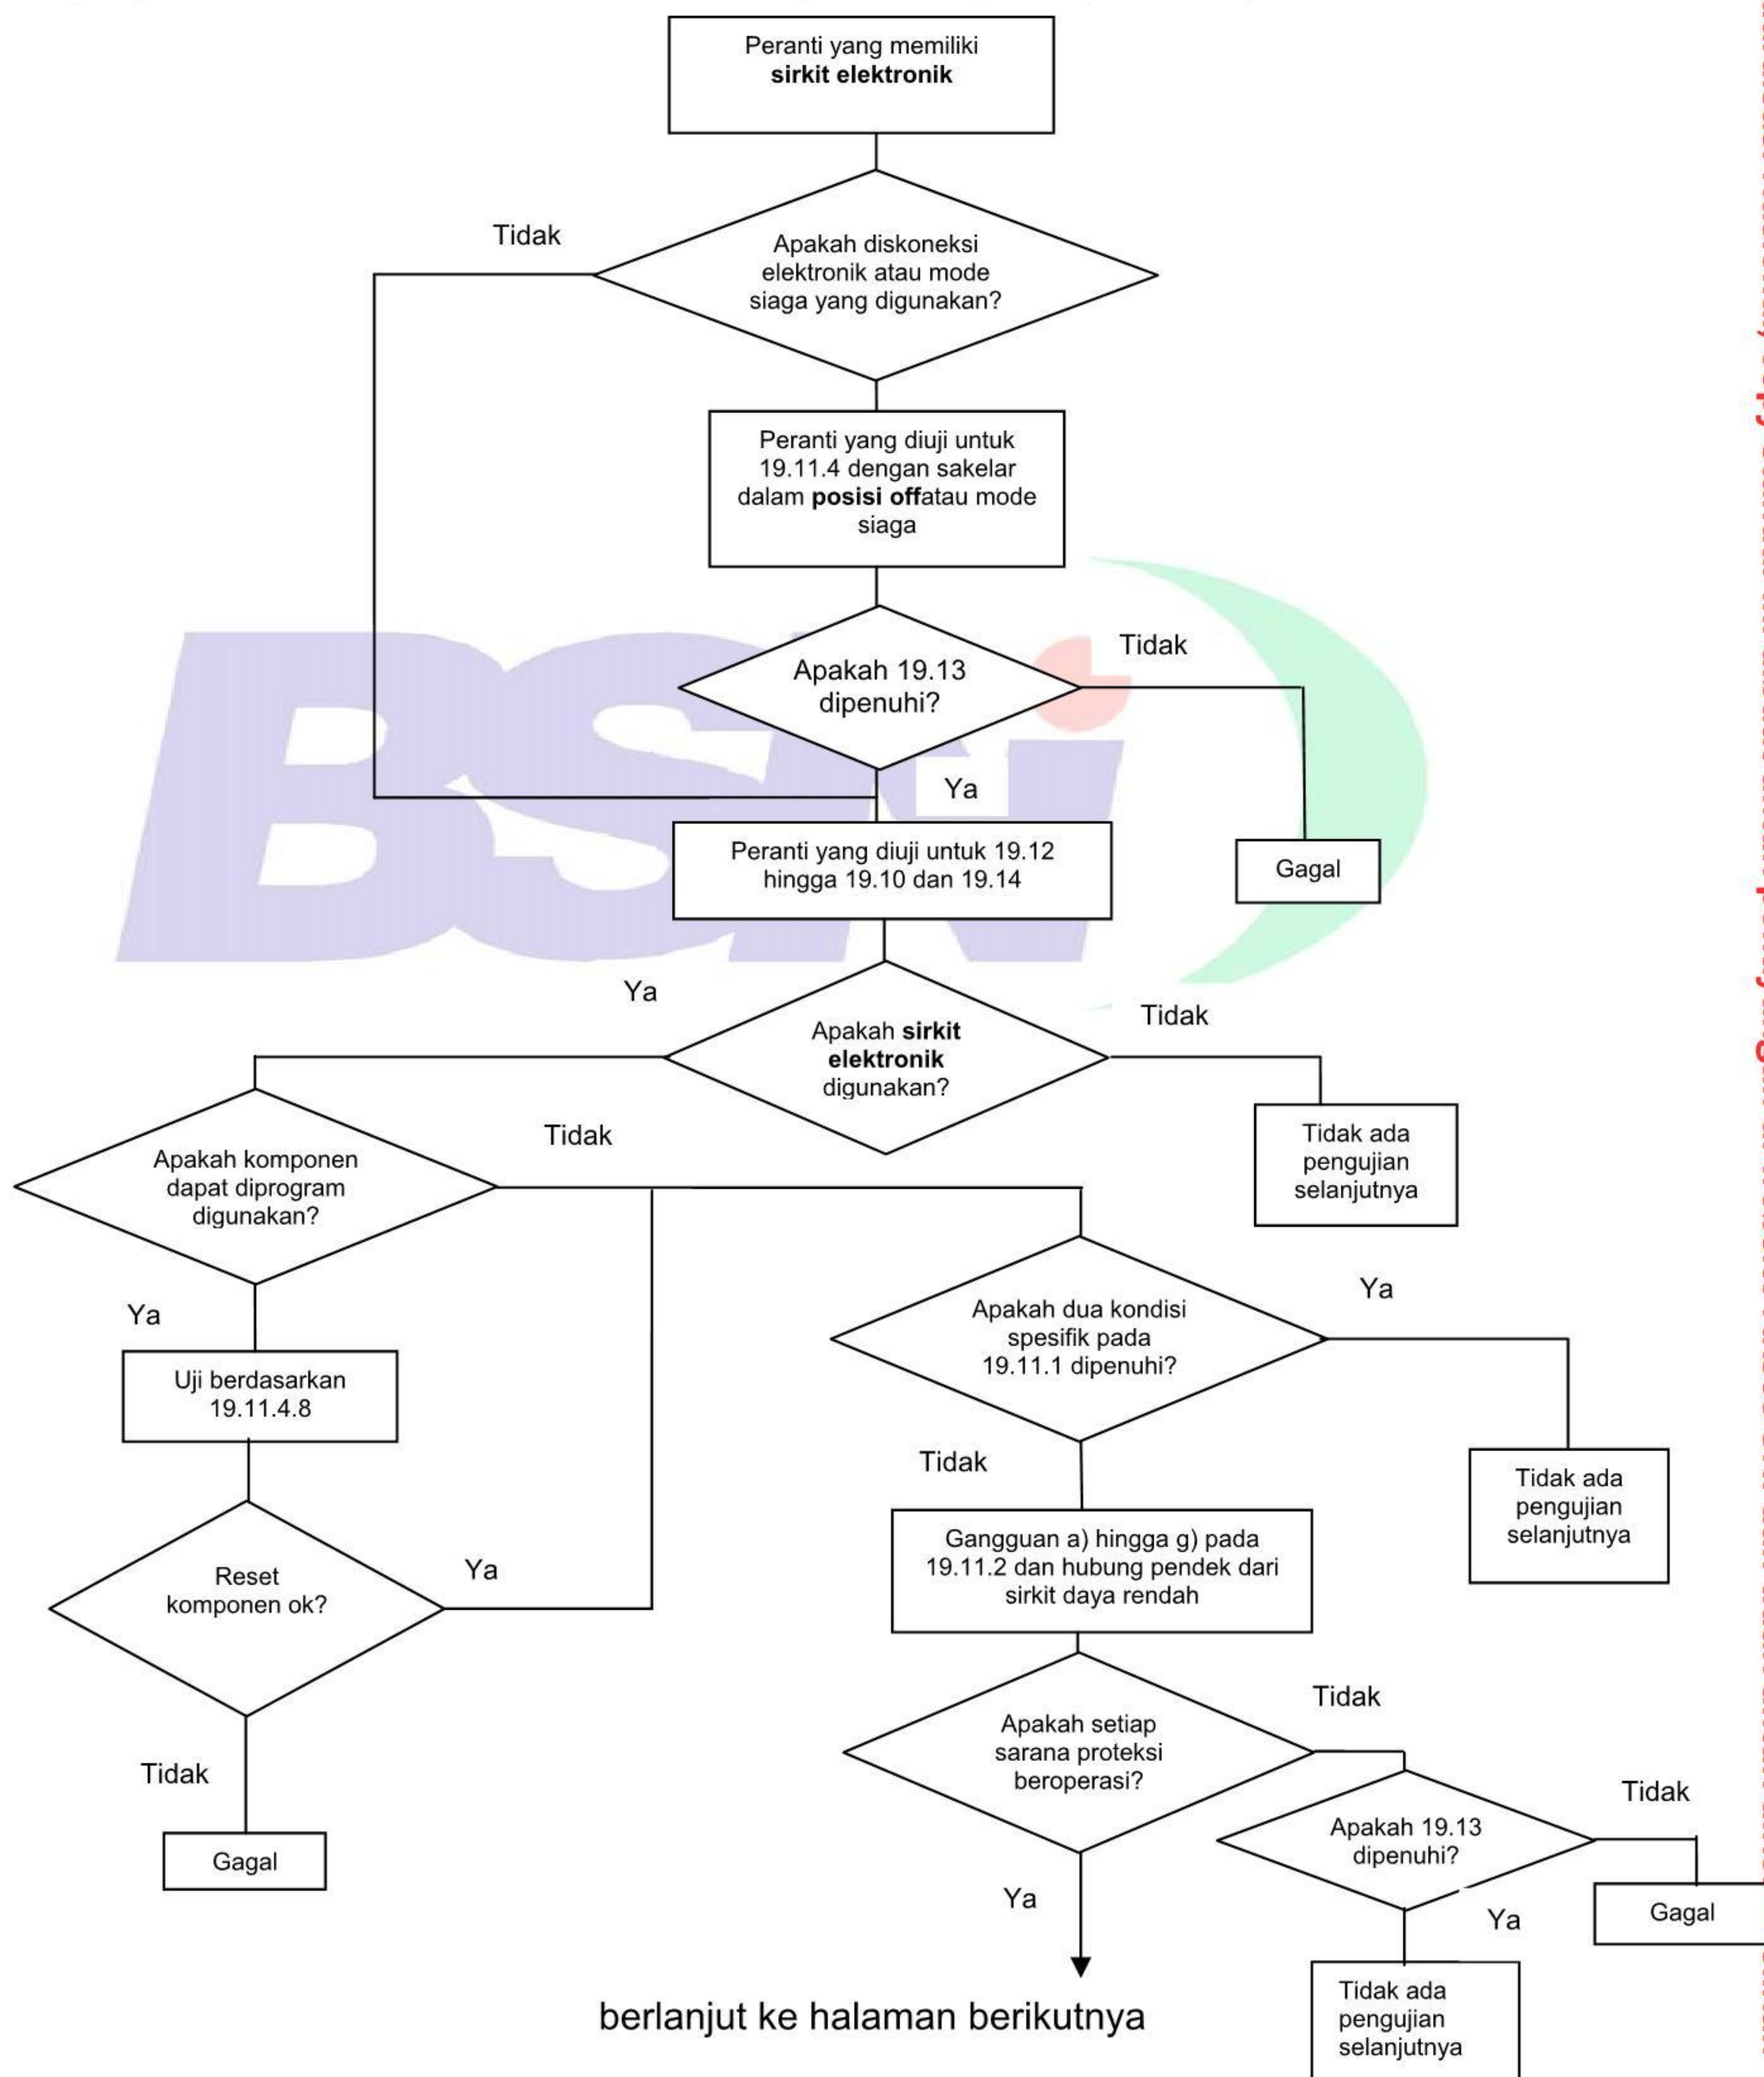 Peranti yang memiliki
sirkit elektronik
Tidak
Apakah diskoneksi
elektronik atau mode
siaga yang digunakan?
Peranti yang diuji untuk
19.11.4 dengan sakelar
dalam posisi offatau mode
siaga
Tidak
Apakah 19.13
dipenuhi?
Ya
Peranti yang diuji untuk 19.12
hingga 19.10 dan 19.14
Gagal
BSN
Ya
Tidak
Apakah sirkit
elektronik
digunakan?
Tidak
Tidak ada
pengujian
selanjutnya
Apakah komponen
dapat diprogram
digunakan?
Ya
Apakah dua kondisi
spesifik pada
19.11.1 dipenuhi?
Ya
Uji berdasarkan
19.11.4.8
Tidak
Tidak ada
pengujian
selanjutnya
Gangguan a) hingga g) pada
19.11.2 dan hubung pendek dari
sirkit daya rendah
Reset
komponen ok?
Ya
Tidak
Apakah setiap
sarana proteksi
beroperasi?
Tidak
Tidak
Apakah 19.13
dipenuhi?
Gagal
Ya
Ya
Gagal
Tidak ada
pengujian
selanjutnya
berlanjut ke halaman berikutnya